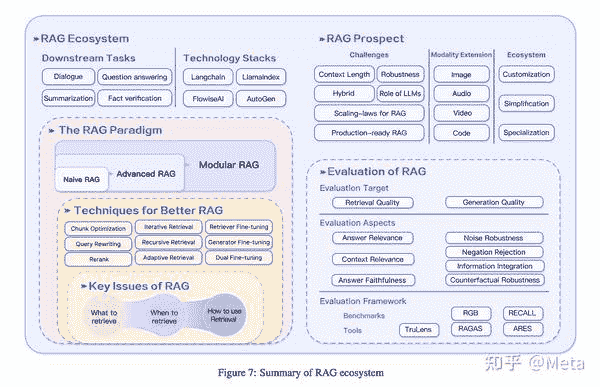 RAG Ecosystem
Downstream Tasks
Dialogue
Question answering
Summarization
Fact verification
Technology Stacks
Langchain
LlamaIndex
FlowiseAI
AutoGen
The RAG Paradigm
Naive RAG
Advanced RAG
Modular RAG
Techniques for Better RAG
Chunk Optimization
Iterative Retrieval
Retriever Fine-tuning
Query Rewriting
Recursive Retrieval
Generator Fine-tuning
Rerank
Adaptive Retrieval
Dual Fine-tuning
Key Issues of RAG
What to
retrieve
When to
retrieve
How to use
Retrieval
RAG Prospect
Challenges
Context Length
Robustness
Hybrid
Role of LLMs
Scaling-laws for RAG
Production-ready RAG
Modality Extension
Image
Audio
Video
Code
Ecosystem
Customization
Simplification
Specialization
Evaluation of RAG
Evaluation Target
Retrieval Quality
Generation Quality
Evaluation Aspects
Answer Relevance
Noise Robustness
Negation Rejection
Context Relevance
Information Integration
Answer Faithfulness
Counterfactual Robustness
Evaluation Framework
Benchmarks
RGB
RECALL
Tools
TruLens
RAGAS
ARES
知乎 @Meta
Figure 7: Summary of RAG ecosystem